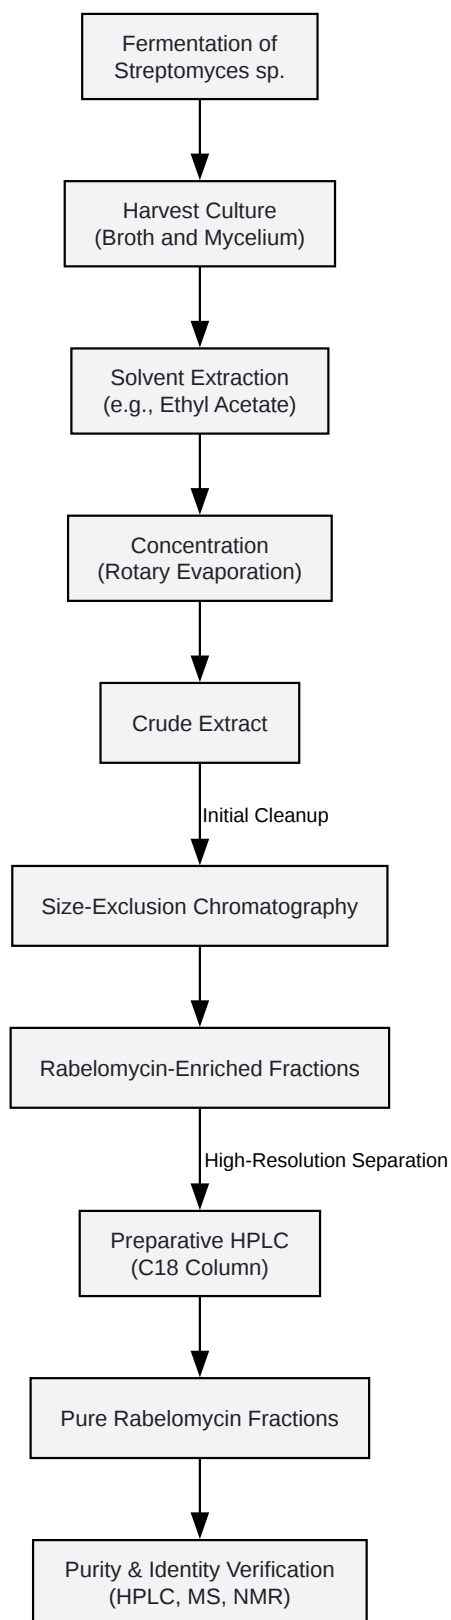 Fermentation of
Streptomyces sp.
Harvest Culture
(Broth and Mycelium)
Solvent Extraction
(e.g., Ethyl Acetate)
Concentration
(Rotary Evaporation)
Crude Extract
Initial Cleanup
Size-Exclusion Chromatography
Rabelomycin-Enriched Fractions
High-Resolution Separation
Preparative HPLC
(C18 Column)
Pure Rabelomycin Fractions
Purity & Identity Verification
(HPLC, MS, NMR)